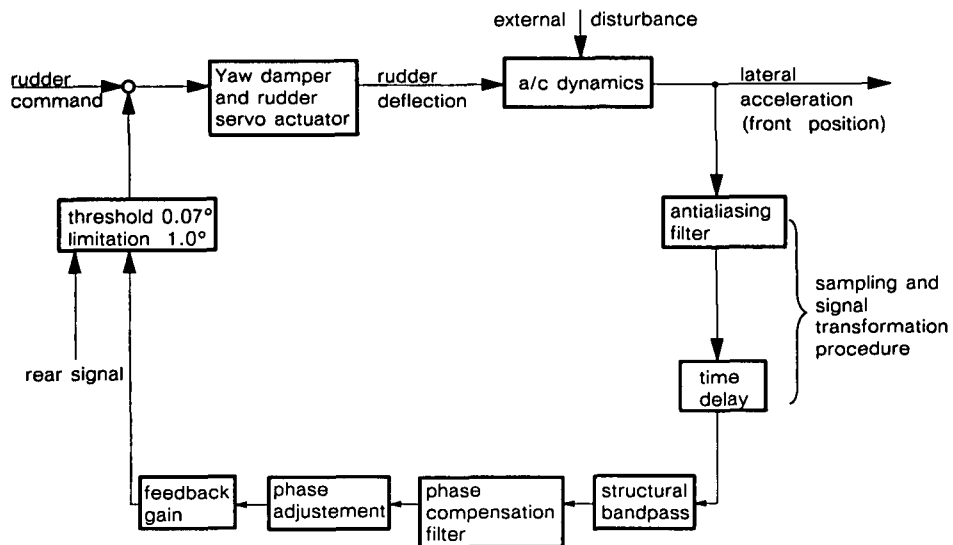 external disturbance
rudder
command
Yaw damper
and rudder
servo actuator
rudder
deflection
a/c dynamics
lateral
acceleration
(front position)
threshold 0.07°
limitation 1.0°
antialiasing
filter
sampling and
signal
transformation
procedure
rear signal
time
delay
feedback
gain
phase
adjustement
phase
compensation
filter
structural
bandpass